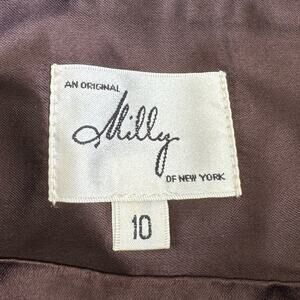 AN ORIGINAL
Milly
OF NEW YORK
10